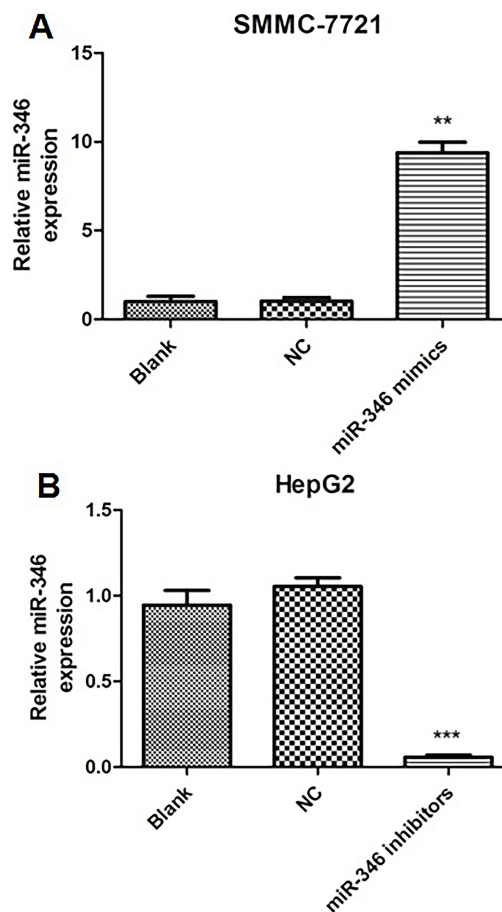 A
SMMC-7721
Relative miR-346
expression
15
10
5
0
**
Blank
NC
miR-346 mimics
B
HepG2
Relative miR-346
expression
1.5
1.0
0.5
0.0
***
Blank
NC
miR-346 inhibitors